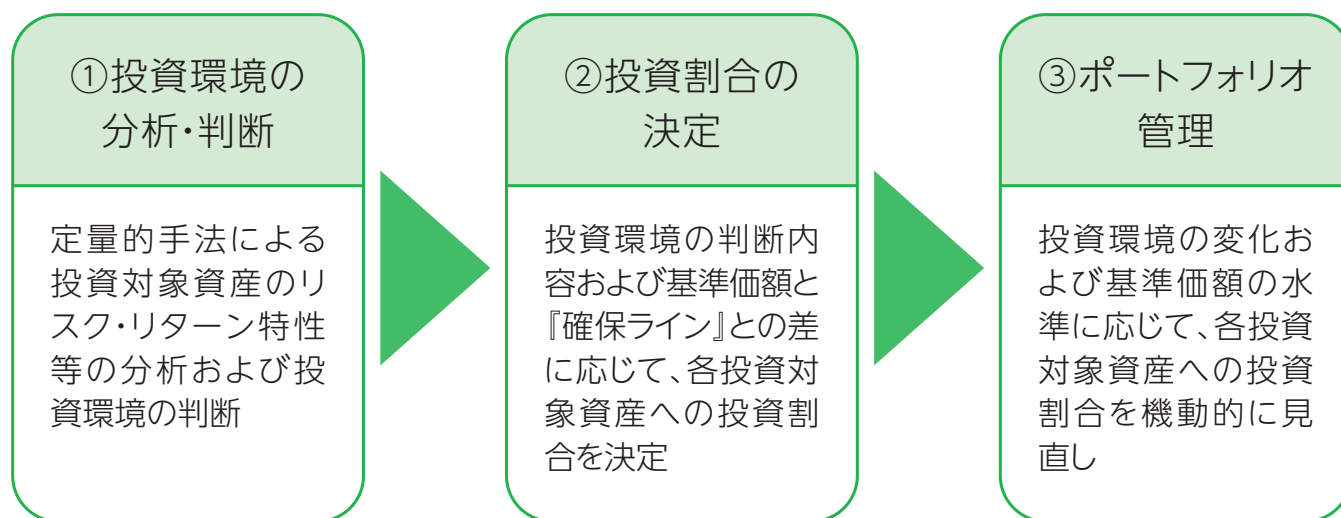 ①投資環境の
分析・判断
定量的手法による
投資対象資産のリ
スク・リターン特性
等の分析および投
資環境の判断
②投資割合の
決定
投資環境の判断内
容および基準価額と
『確保ライン』との差
に応じて、各投資対
象資産への投資割
合を決定
③ポートフォリオ
管理
投資環境の変化お
よび基準価額の水
準に応じて、各投資
対象資産への投資
割合を機動的に見
直し